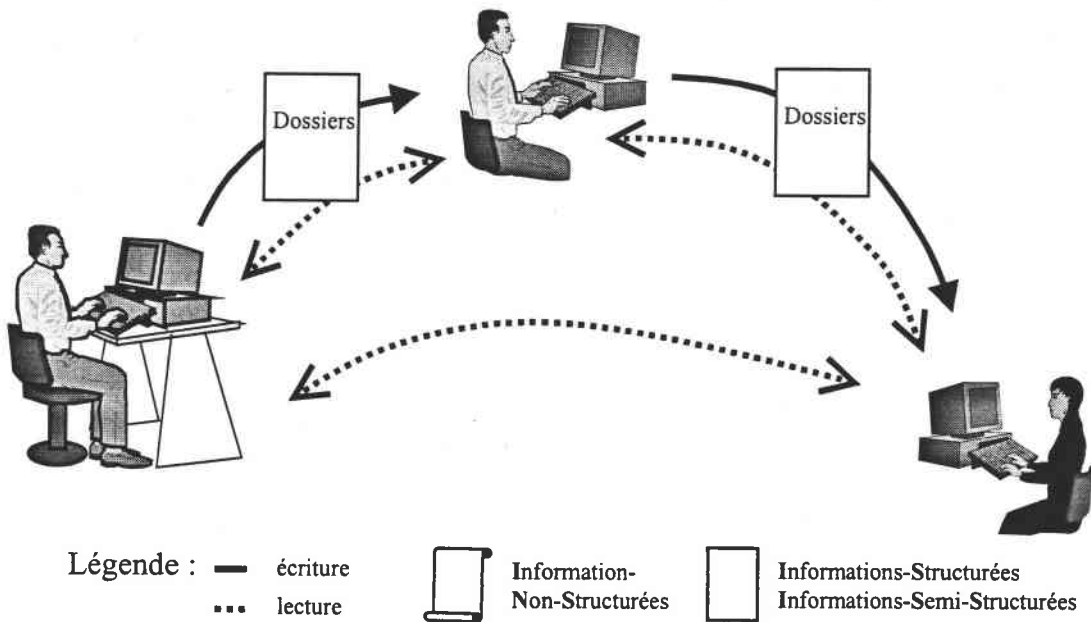 Dossiers
Dossiers
Légende :
écriture
lecture
Information-
Non-Structurées
Informations-Structurées
Informations-Semi-Structurées